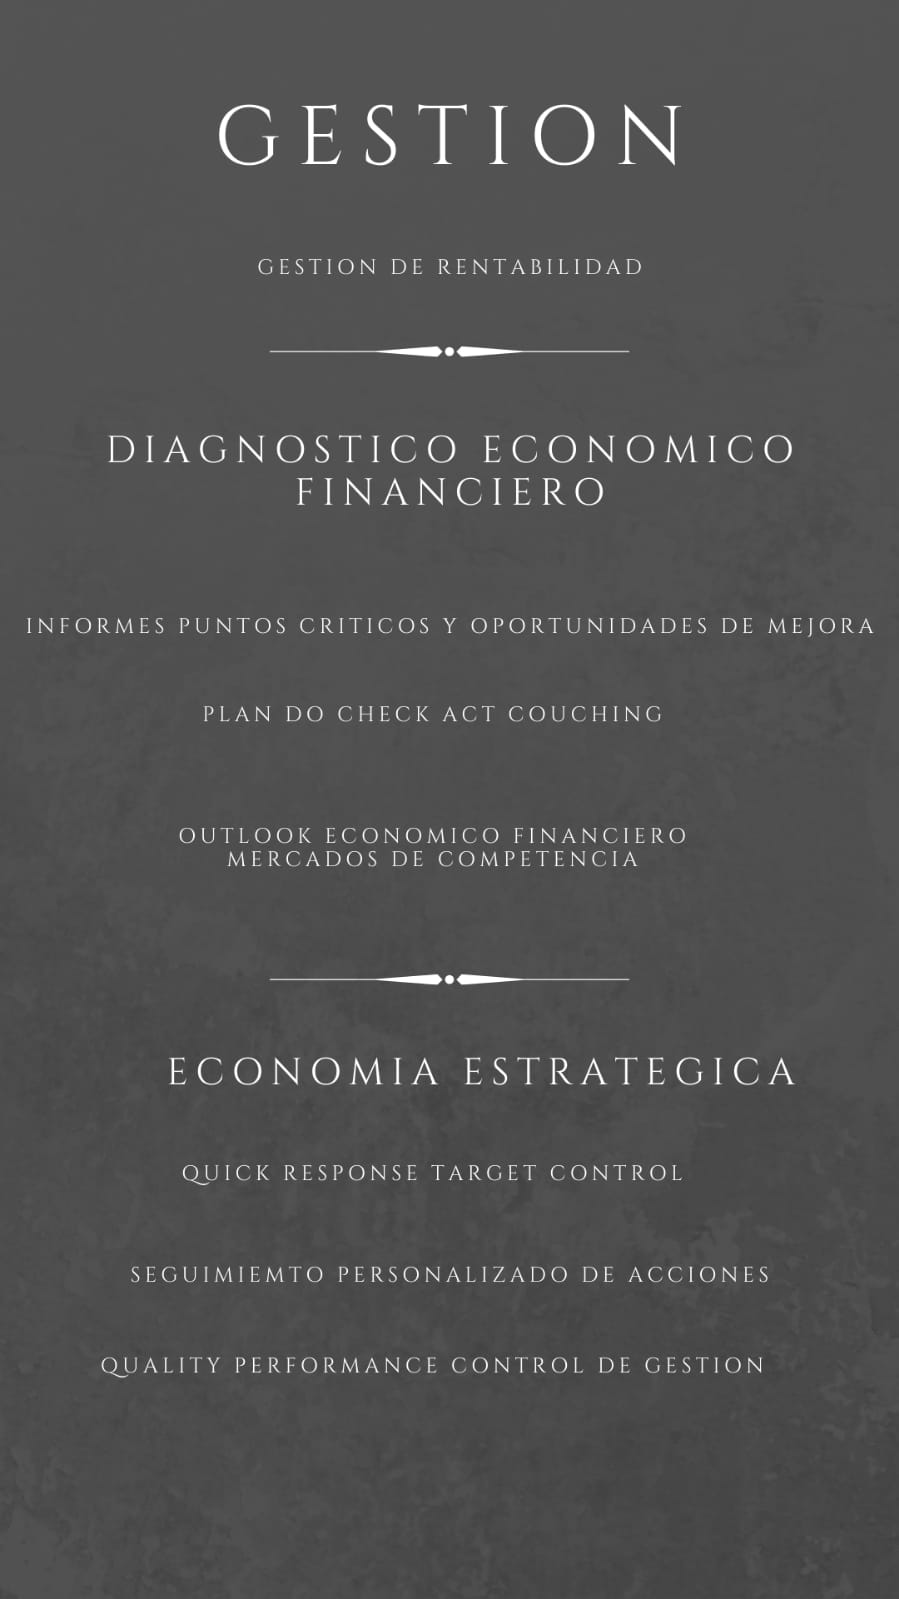 GESTION
GESTION DE RENTABILIDAD
DIAGNOSTICO ECONOMICO
FINANCIERO
INFORMES PUNTOS CRITICOS Y OPORTUNIDADES DE MEJORA
PLAN DO CHECK ACT COUCHING
OUTLOOK ECONOMICO FINANCIERO
MERCADOS DE COMPETENCIA
ECONOMIA ESTRATEGICA
QUICK RESPONSE TARGET CONTROL
SEGUIMIEMTO PERSONALIZADO DE ACCIONES
QUALITY PERFORMANCE CONTROL DE GESTION